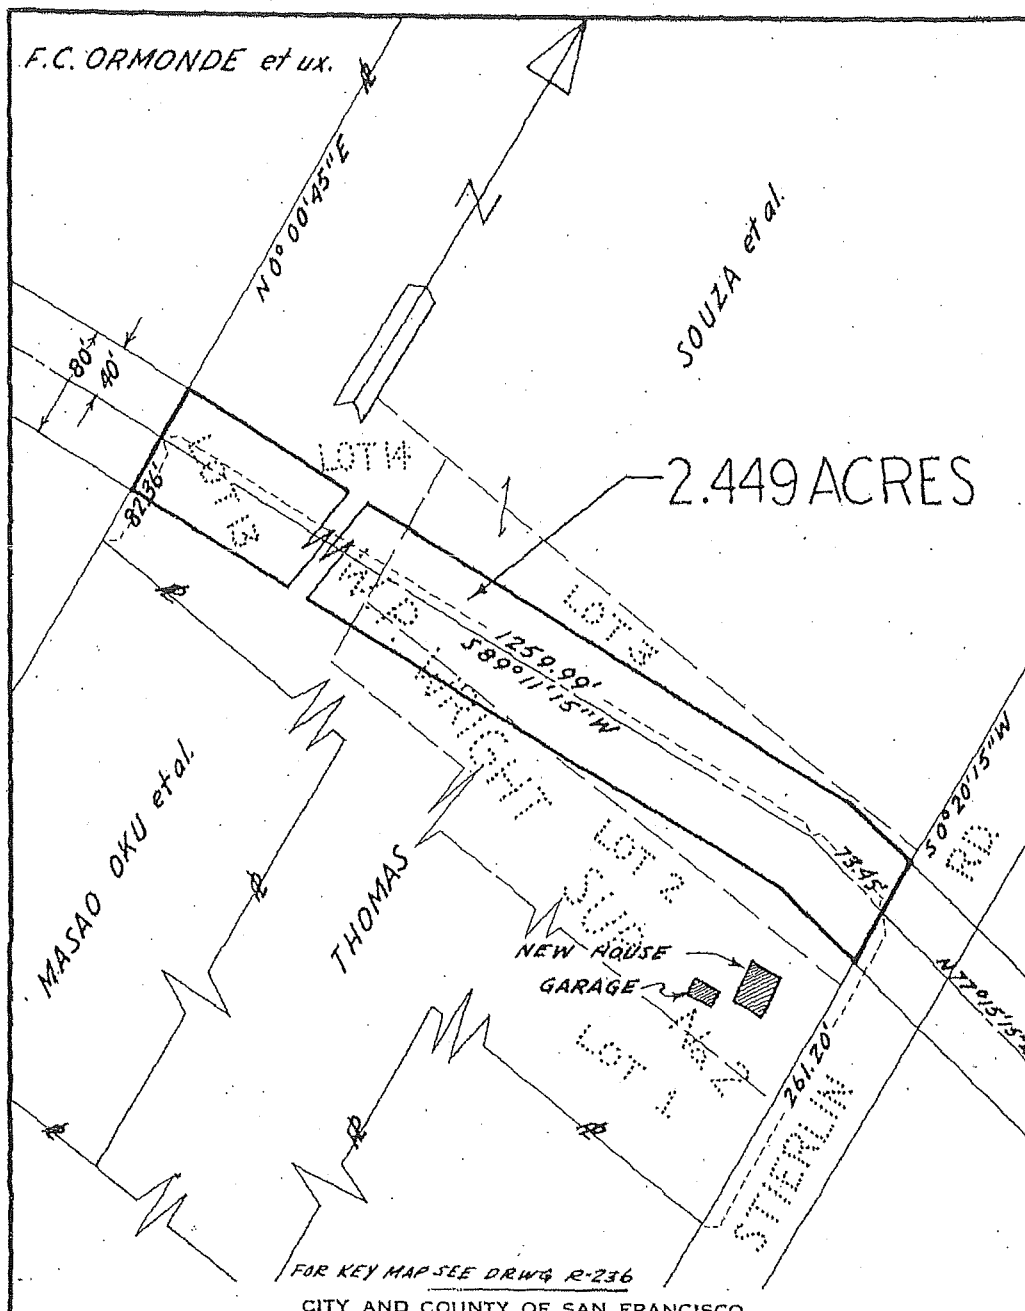 F.C. ORMONDE et ux.
N 0° 00' 45" E
N
SOUZA et al.
80'
40'
82.36'
LOT 13
LOT 14
2.449 ACRES
LOT 3
1259.99'
S 89° 11' 15" W
W.P. WRIGHT SUB. No. 2
73.45'
S 0° 20' 15" W
STIERLIN RD.
LOT 2
MASAO OKU et al.
THOMAS
NEW HOUSE
GARAGE
LOT 1
261.20'
FOR KEY MAP SEE DRWG R-236
CITY AND COUNTY OF SAN FRANCISCO